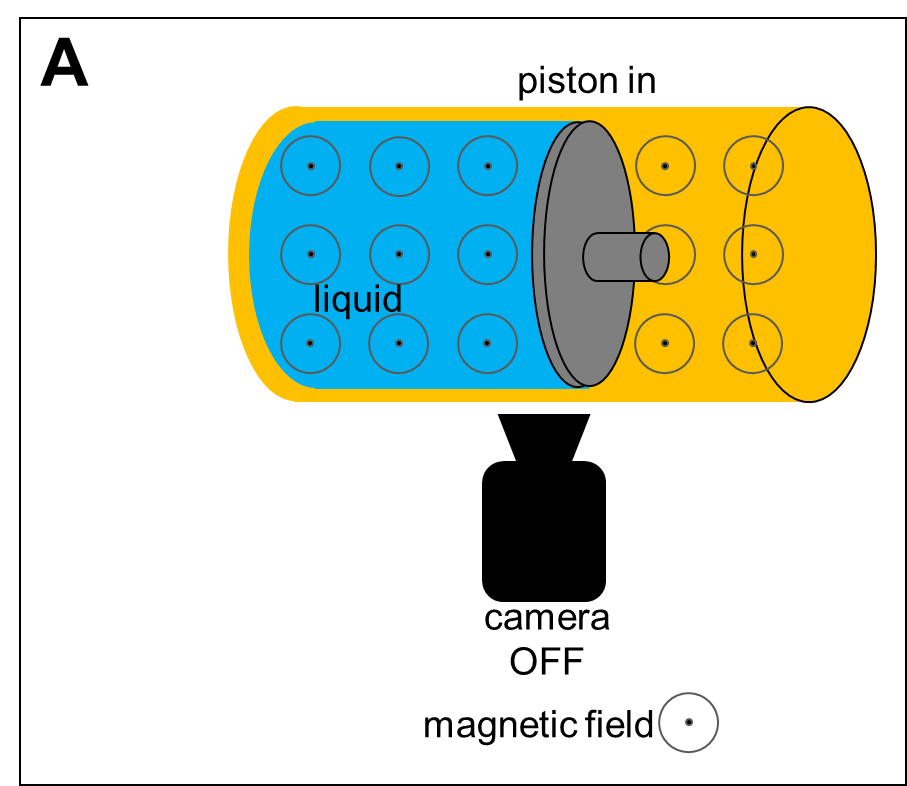 A
piston in
liquid
camera
OFF
magnetic field